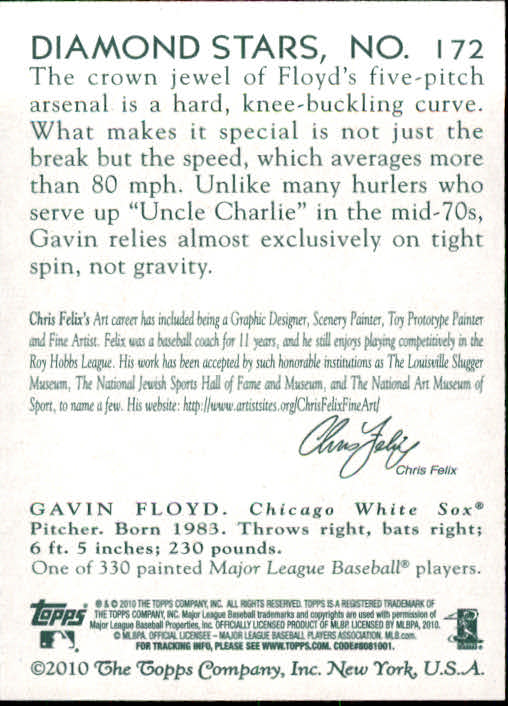 DIAMOND STARS, NO. 172
The crown jewel of Floyd's five-pitch
arsenal is a hard, knee-buckling curve.
What makes it special is not just the
break but the speed, which averages more
than 80 mph. Unlike many hurlers who
serve up "Uncle Charlie" in the mid-70s,
Gavin relies almost exclusively on tight
spin, not gravity.
Chris Felix's Art career has included being a Graphic Designer, Scenery Painter, Toy Prototype Painter
and Fine Artist. Felix was a baseball coach for 11 years, and he still enjoys playing competitively in the
Roy Hobbs League. His work has been accepted by such honorable institutions as The Louisville Slugger
Museum, The National Jewish Sports Hall of Fame and Museum, and The National Art Museum of
Sport, to name a few. His website: http://www.artistsites.org/ChrisFelixFineArt/
Chris Felix
Chris Felix
GAVIN FLOYD. Chicago White Sox®
Pitcher. Born 1983. Throws right, bats right;
6 ft. 5 inches; 230 pounds.
One of 330 painted Major League Baseball® players.
Topps
® & © 2010 THE TOPPS COMPANY, INC. ALL RIGHTS RESERVED. TOPPS IS A REGISTERED TRADEMARK OF
THE TOPPS COMPANY, INC. Major League Baseball trademarks and copyrights are used with permission of
Major League Baseball Properties, Inc. OFFICIALLY LICENSED PRODUCT OF MLBP. LICENSED BY MLBPA, 2010.
© MLBPA. OFFICIAL LICENSEE – MAJOR LEAGUE BASEBALL PLAYERS ASSOCIATION. MLB.com.
FOR TRACKING INFO, PLEASE SEE WWW.TOPPS.COM. CODE#8081001.
©2010 The Topps Company, Inc. New York, U.S.A.